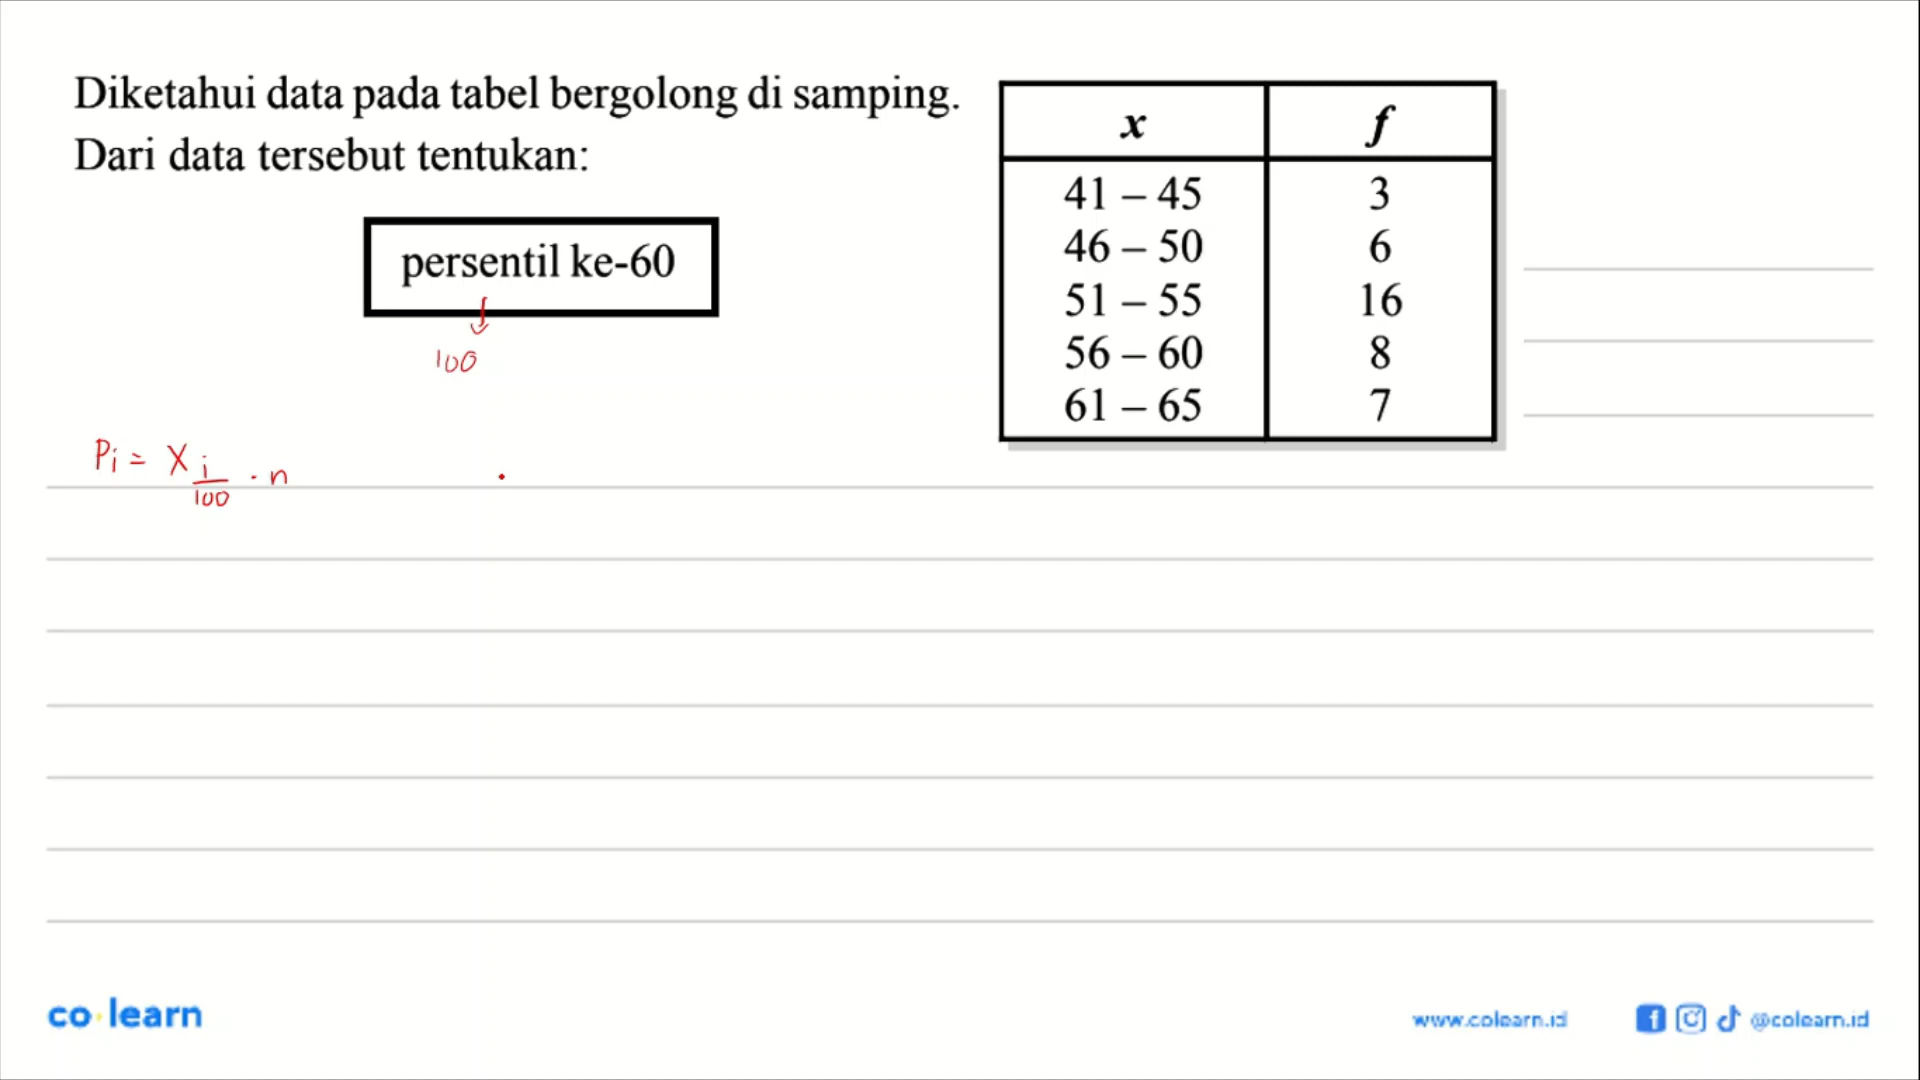 Diketahui data pada tabel bergolong di samping.
Dari data tersebut tentukan:
persentil ke-60
100
x f
41 – 45 3
46 – 50 6
51 – 55 16
56 – 60 8
61 – 65 7
Pi = X i/100 · n
co learn
www.colearn.id
@colearn.id